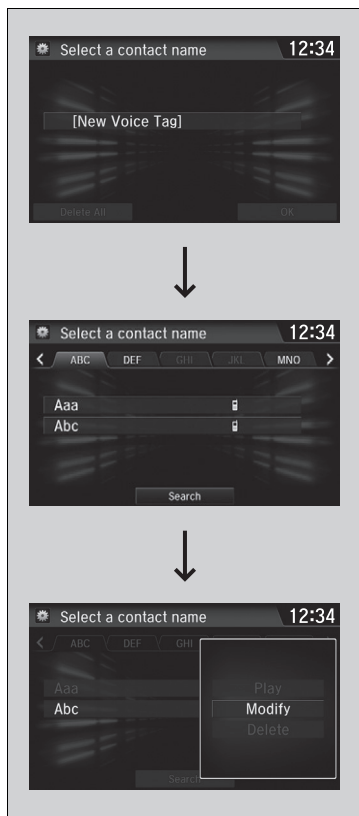 Select a contact name 12:34
[New Voice Tag]
Delete All OK
Select a contact name 12:34
ABC DEF GHI JKL MNO
Aaa
Abc
Search
Select a contact name 12:34
ABC DEF GHI
Aaa Play
Abc Modify
Delete
Search